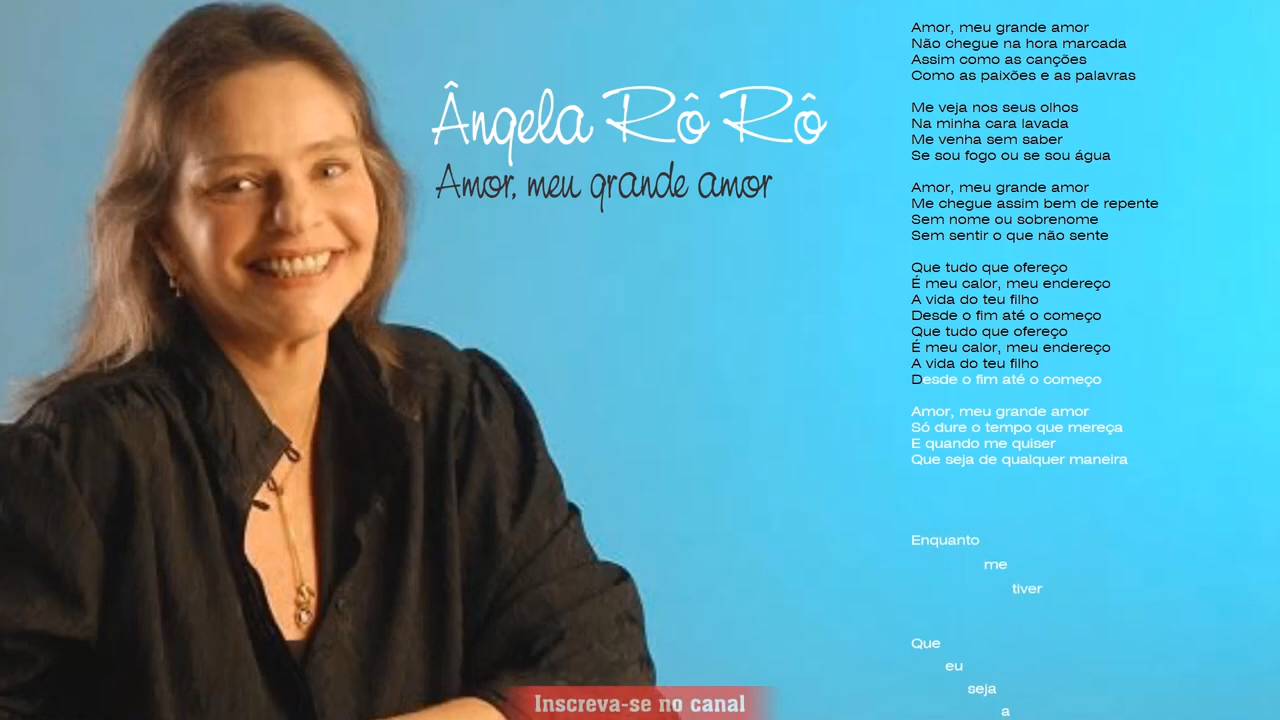 Ângela Rô Rô
Amor, meu grande amor
Amor, meu grande amor
Não chegue na hora marcada
Assim como as canções
Como as paixões e as palavras
Me veja nos seus olhos
Na minha cara lavada
Me venha sem saber
Se sou fogo ou se sou água
Amor, meu grande amor
Me chegue assim bem de repente
Sem nome ou sobrenome
Sem sentir o que não sente
Que tudo que ofereço
É meu calor, meu endereço
A vida do teu filho
Desde o fim até o começo
Que tudo que ofereço
É meu calor, meu endereço
A vida do teu filho
Desde o fim até o começo
Amor, meu grande amor
Só dure o tempo que mereça
E quando me quiser
Que seja de qualquer maneira
Enquanto
me
tiver
Que
eu
seja
a
Inscreva-se no canal